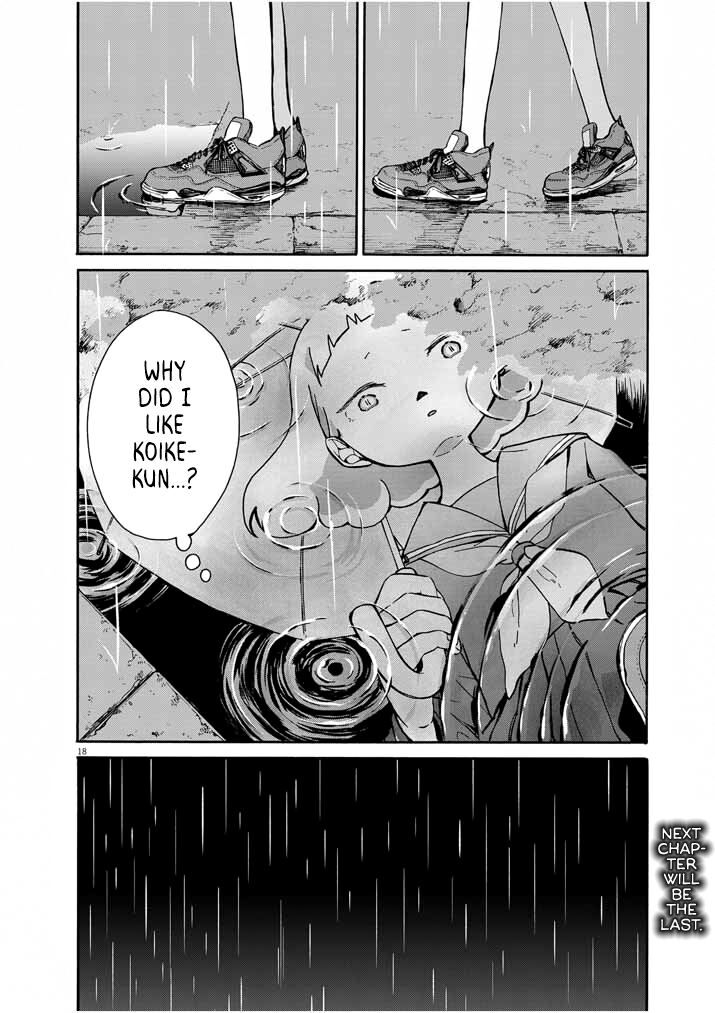 WHY
DID I
LIKE
KOIKE-
KUN...?
18
NEXT
CHAP-
TER
WILL
BE
THE
LAST.